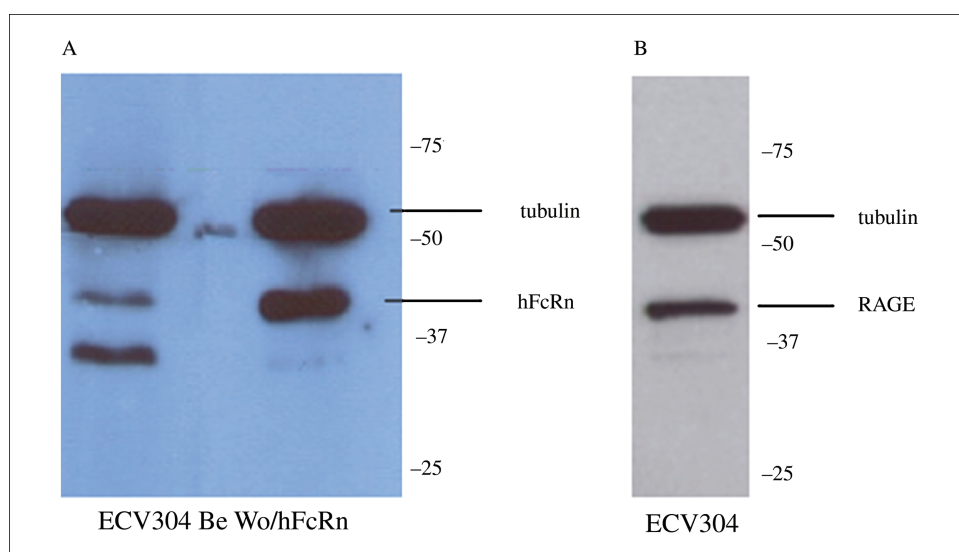 A
B
–75
–75
tubulin
tubulin
–50
–50
hFcRn
RAGE
–37
–37
–25
–25
ECV304 Be Wo/hFcRn
ECV304